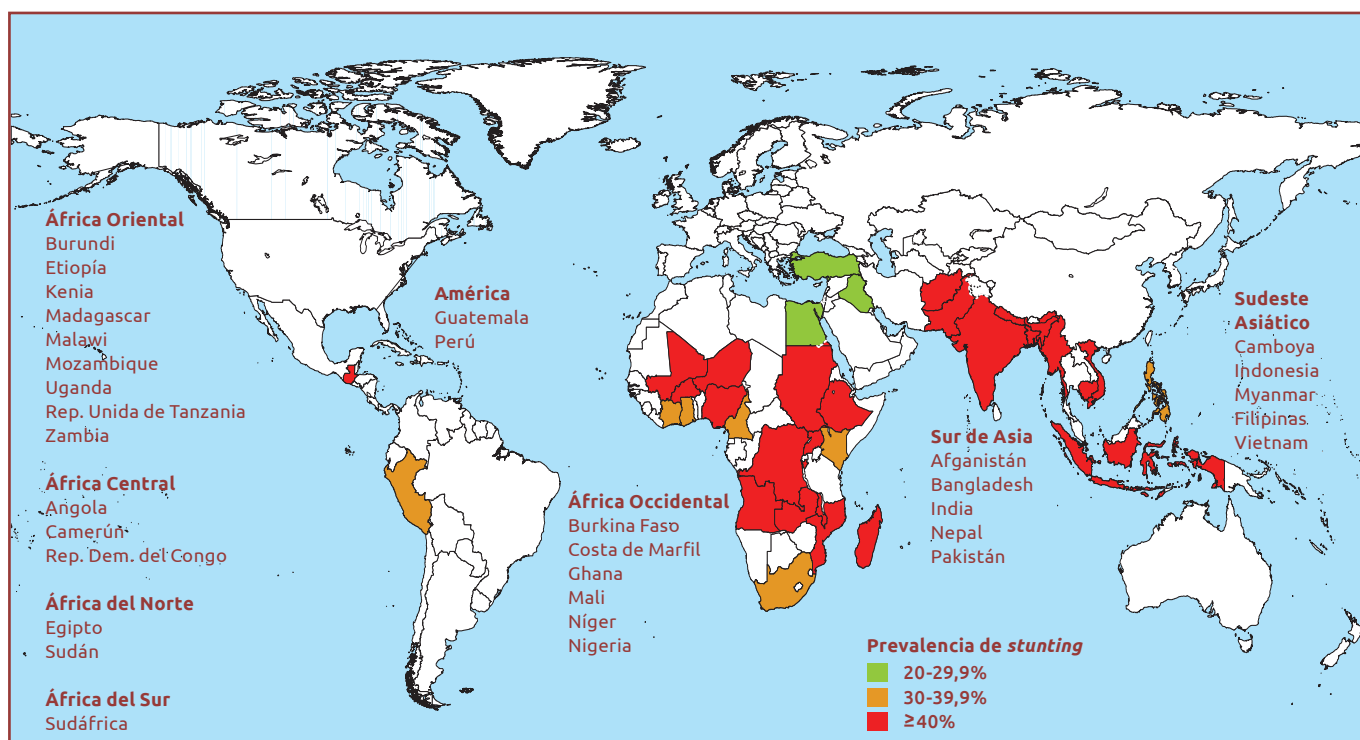 África Oriental
Burundi
Etiopía
Kenia
Madagascar
Malawi
Mozambique
Uganda
Rep. Unida de Tanzania
Zambia
África Central
Angola
Camerún
Rep. Dem. del Congo
África del Norte
Egipto
Sudán
África del Sur
Sudáfrica
América
Guatemala
Perú
África Occidental
Burkina Faso
Costa de Marfil
Ghana
Mali
Níger
Nigeria
Sur de Asia
Afganistán
Bangladesh
India
Nepal
Pakistán
Sudeste
Asiático
Camboya
Indonesia
Myanmar
Filipinas
Vietnam
Prevalencia de stunting
20-29,9%
30-39,9%
≥40%